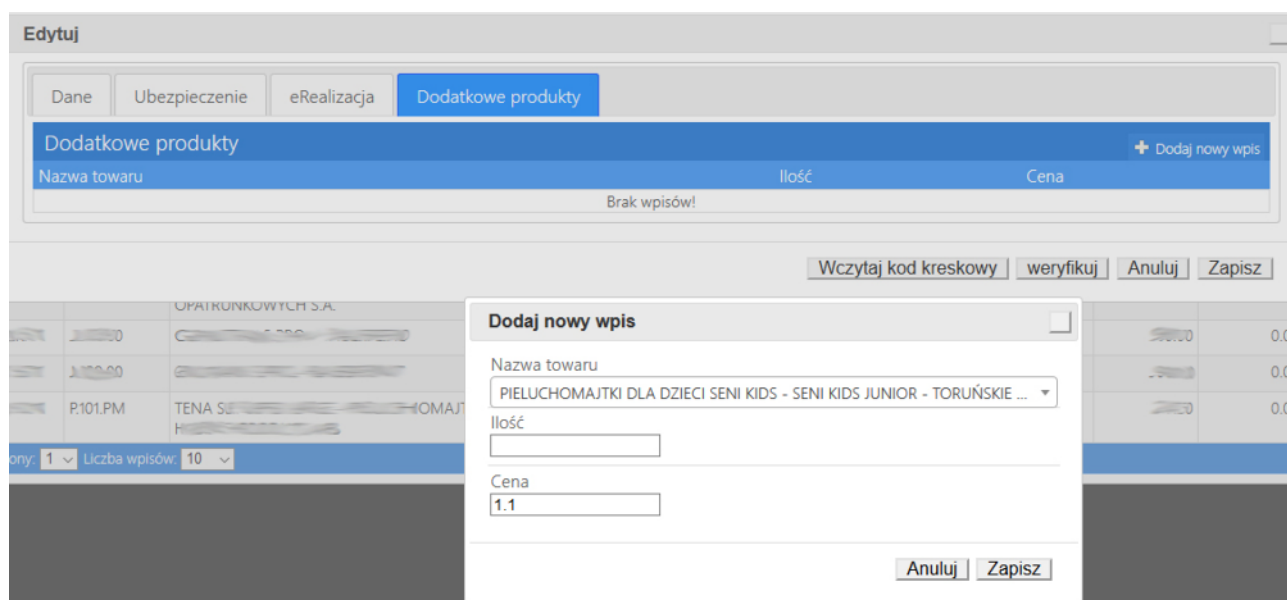 Edytuj
Dane Ubezpieczenie eRealizacja Dodatkowe produkty
Dodatkowe produkty + Dodaj nowy wpis
Nazwa towaru Ilość Cena
Brak wpisów!
Wczytaj kod kreskowy weryfikuj Anuluj Zapisz
OPATRUNKOWYCH S.A.
Dodaj nowy wpis
Nazwa towaru
PIELUCHOMAJTKI DLA DZIECI SENI KIDS - SENI KIDS JUNIOR - TORUŃSKIE ...
Ilość
Cena
1.1
Anuluj Zapisz
P.101.PM TENA
ony: 1 Liczba wpisów: 10